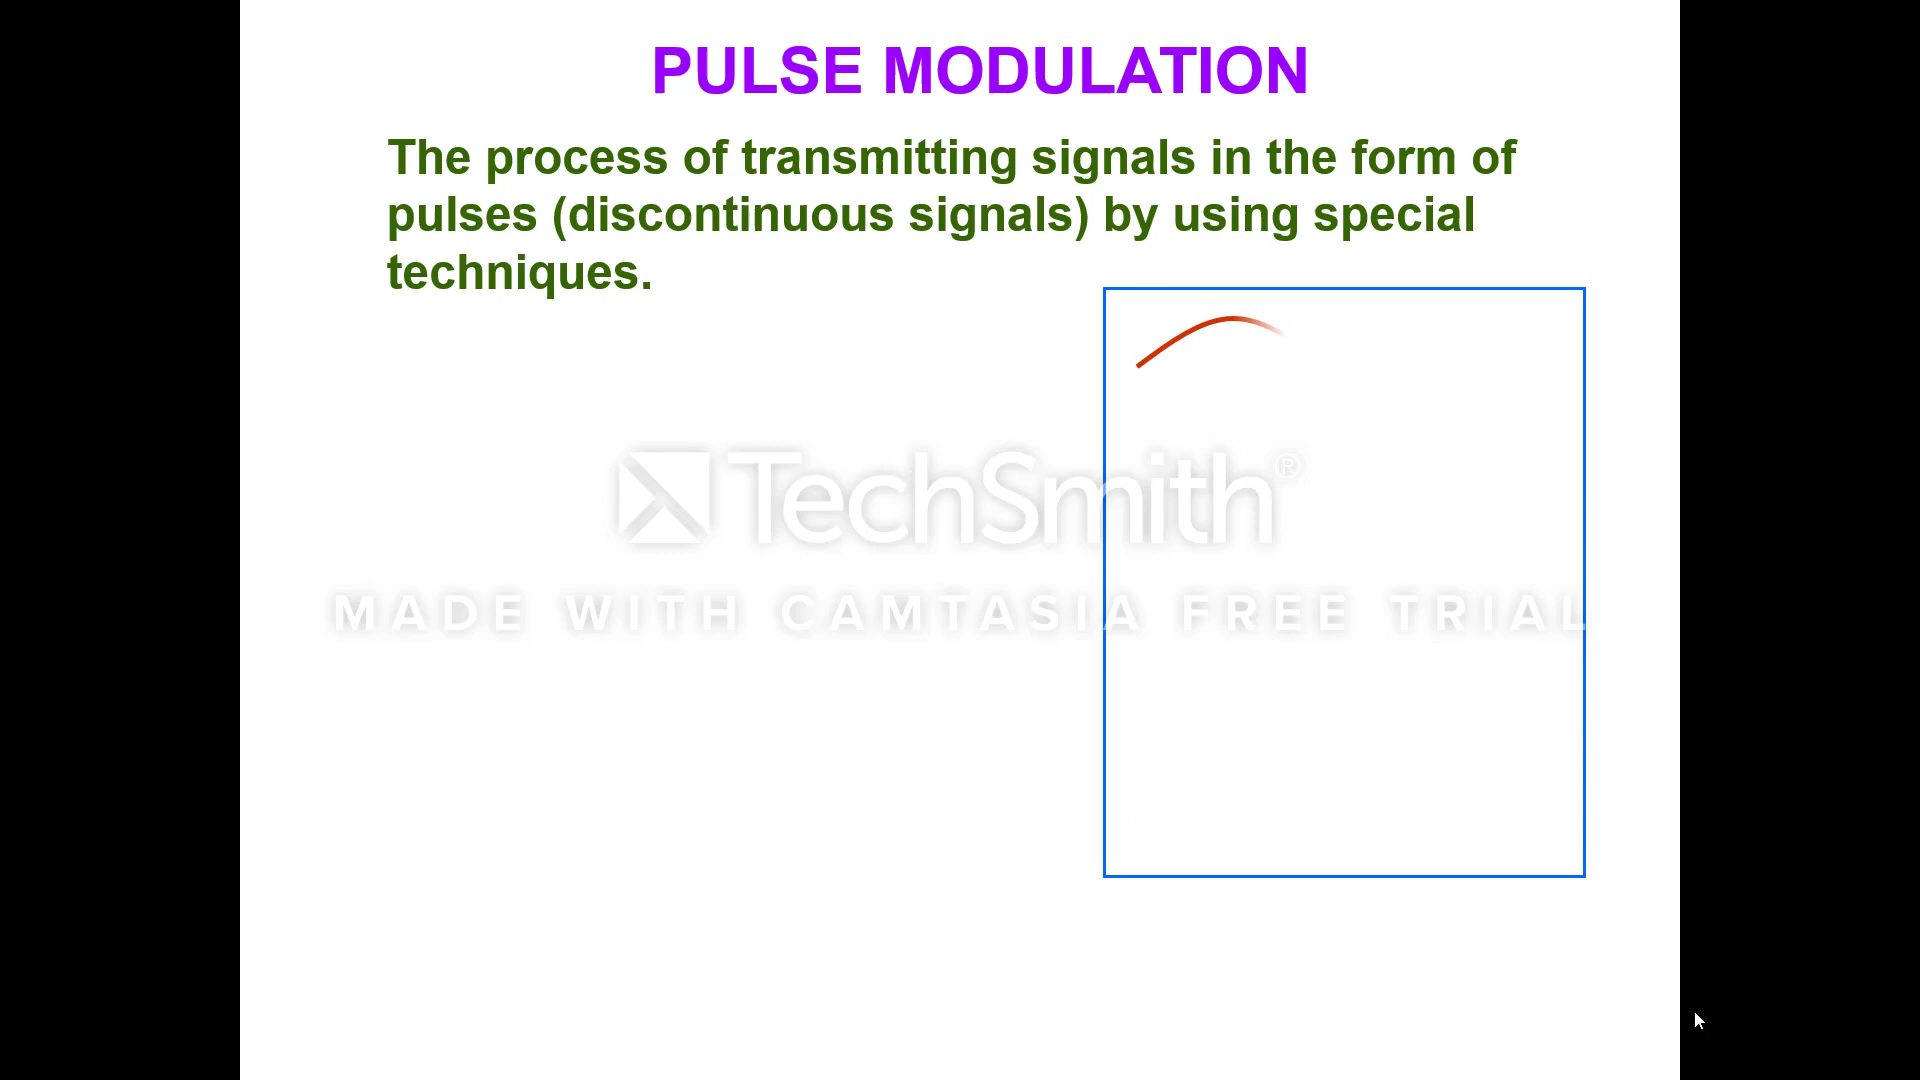 PULSE MODULATION
The process of transmitting signals in the form of
pulses (discontinuous signals) by using special
techniques.
TechSmith®
MADE WITH CAMTASIA FREE TRIAL